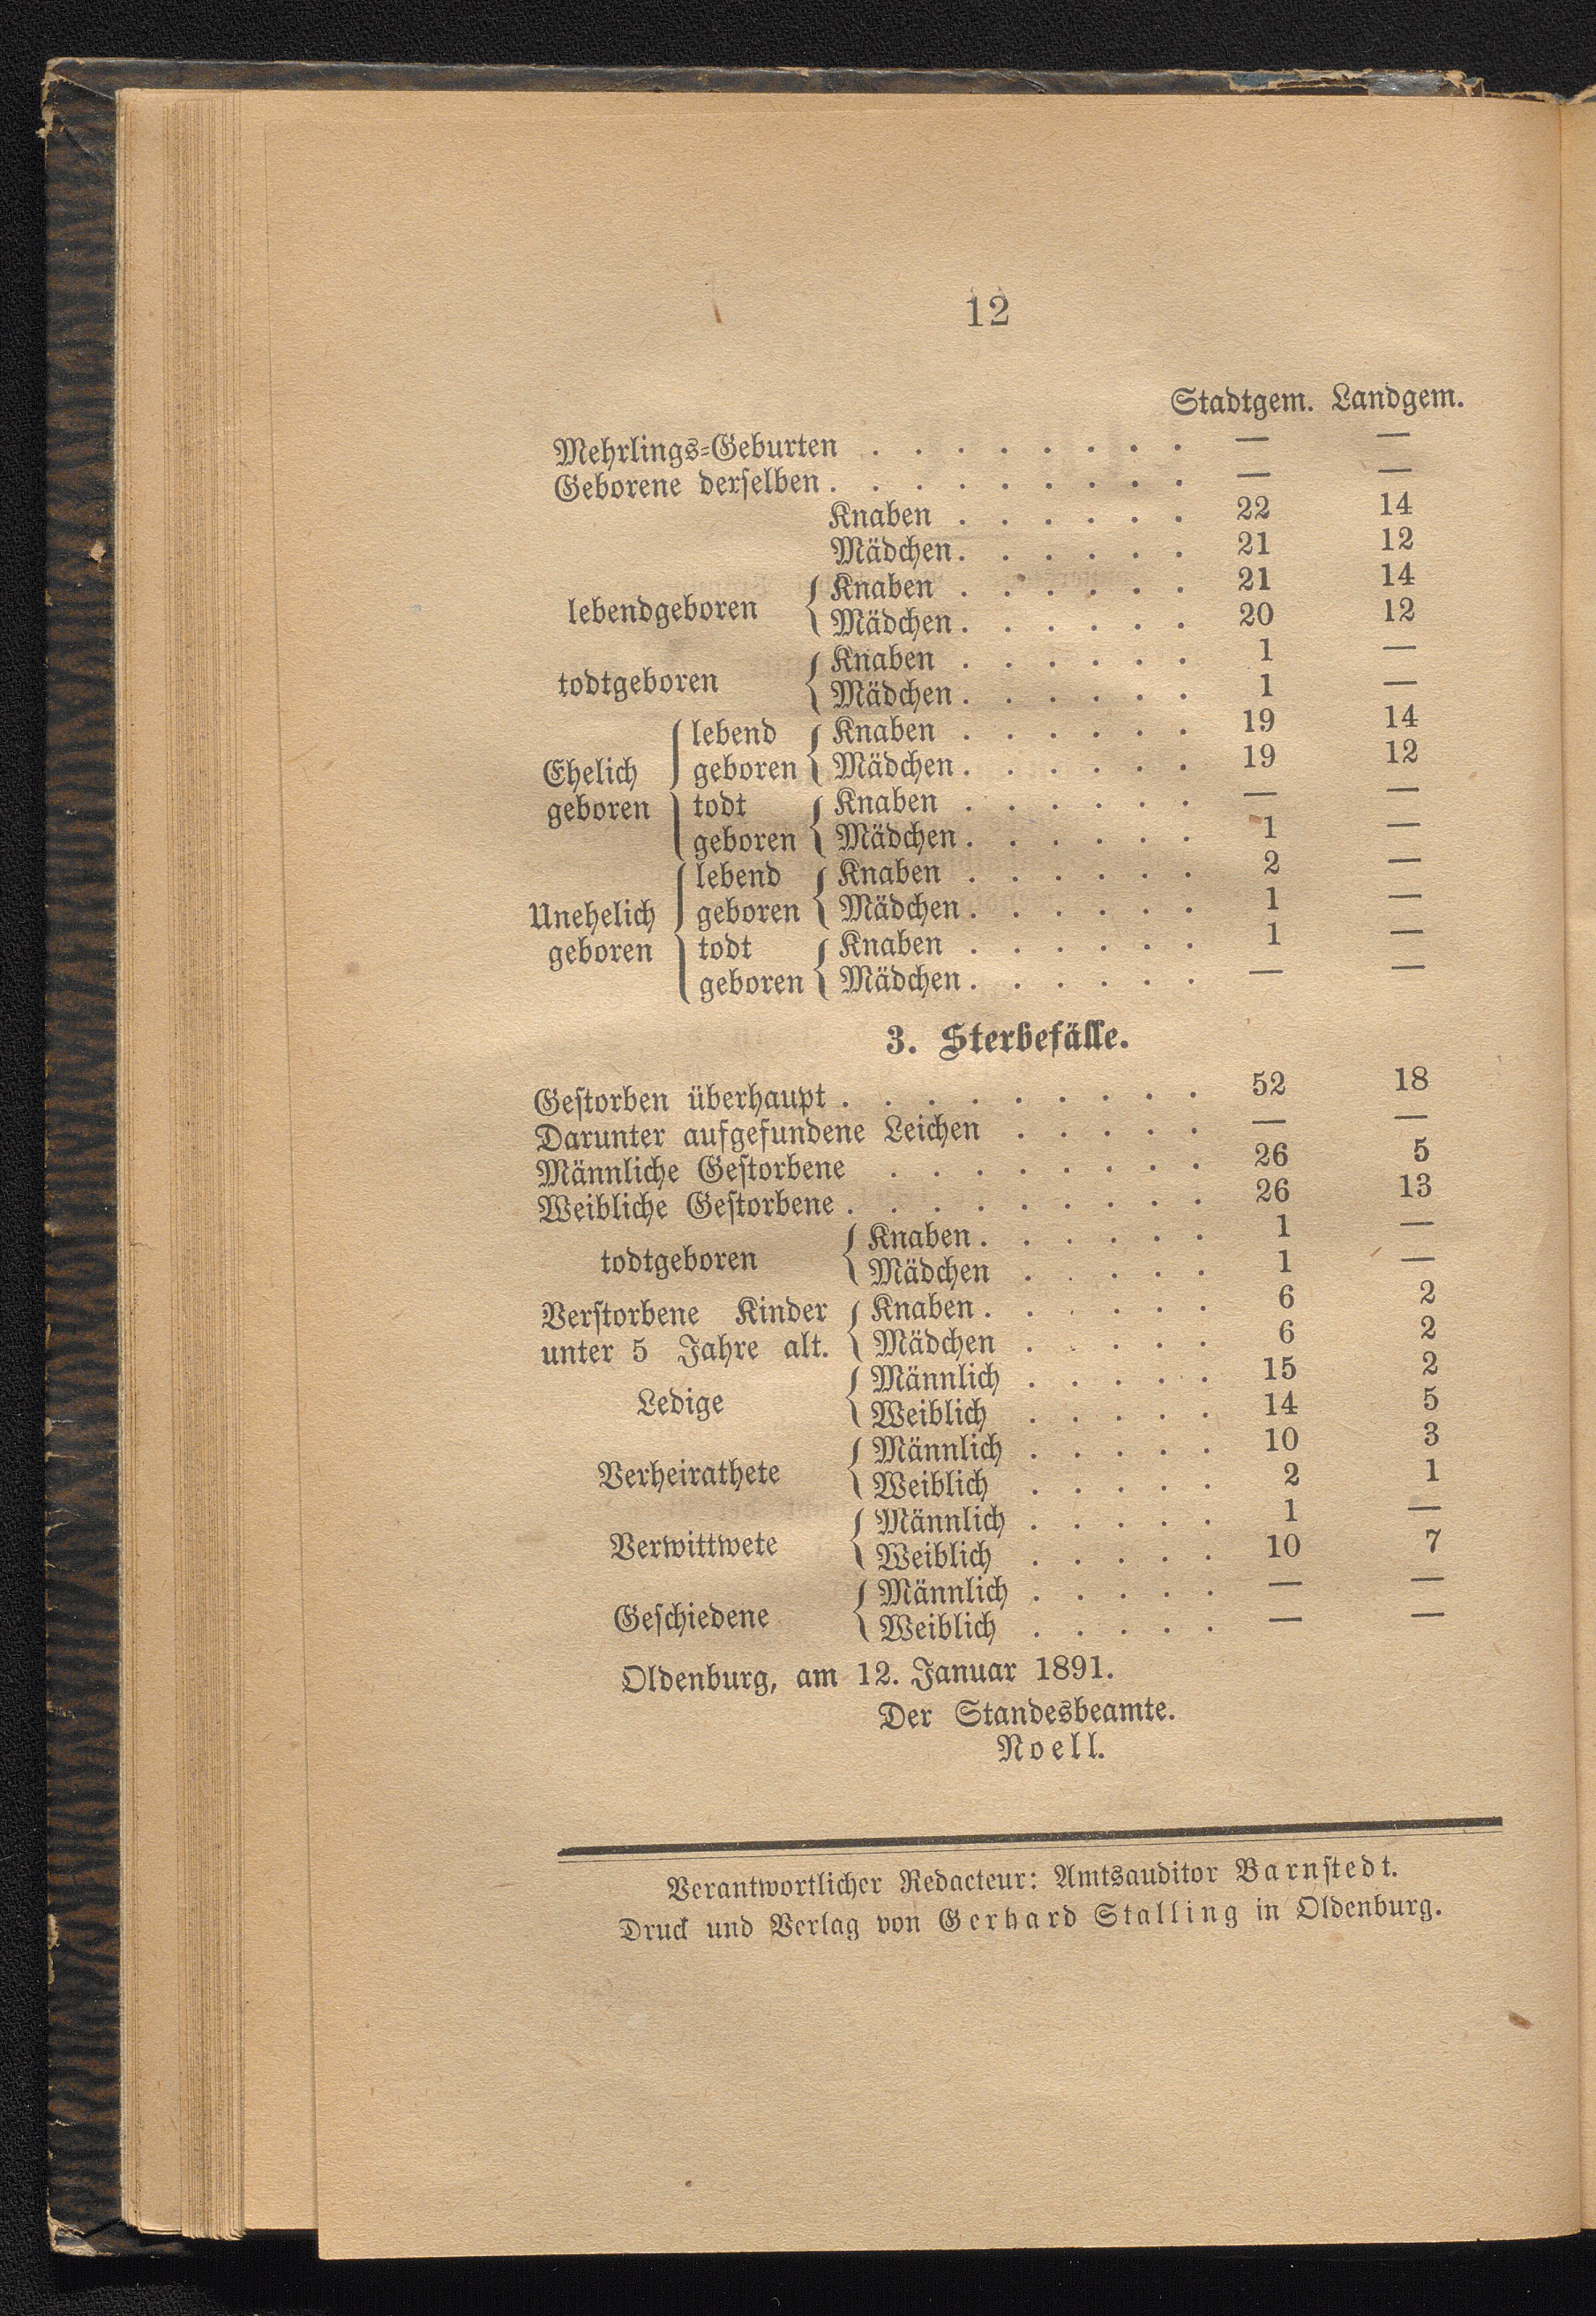 12
Stadtgem. Landgem.
Mehrlings-Geburten . . . . . . . . — —
Geborene derselben . . . . . . . . . — —
Knaben . . . . . . 22 14
Mädchen . . . . . . 21 12
lebendgeboren { Knaben . . . . . . 21 14
{ Mädchen . . . . . . 20 12
todtgeboren { Knaben . . . . . . 1 —
{ Mädchen . . . . . . 1 —
{ lebend { Knaben . . . . . . 19 14
Ehelich { geboren { Mädchen . . . . . . 19 12
geboren { todt { Knaben . . . . . . — —
{ geboren { Mädchen . . . . . . 1 —
{ lebend { Knaben . . . . . . 2 —
Unehelich { geboren { Mädchen . . . . . . 1 —
geboren { todt { Knaben . . . . . . 1 —
{ geboren { Mädchen . . . . . . — —
3. Sterbefälle.
Gestorben überhaupt . . . . . . . . . 52 18
Darunter aufgefundene Leichen . . . . . — —
Männliche Gestorbene . . . . . . . . 26 5
Weibliche Gestorbene . . . . . . . . . 26 13
todtgeboren { Knaben . . . . . . 1 —
{ Mädchen . . . . . 1 —
Verstorbene Kinder { Knaben . . . . . . 6 2
unter 5 Jahre alt. { Mädchen . . . . . 6 2
Ledige { Männlich . . . . . 15 2
{ Weiblich . . . . . 14 5
Verheirathete { Männlich . . . . . 10 3
{ Weiblich . . . . . 2 1
Verwittwete { Männlich . . . . . 1 —
{ Weiblich . . . . . 10 7
Geschiedene { Männlich . . . . . — —
{ Weiblich . . . . . — —
Oldenburg, am 12. Januar 1891.
Der Standesbeamte.
Noell.
Verantwortlicher Redacteur: Amtsauditor Barnstedt.
Druck und Verlag von Gerhard Stalling in Oldenburg.